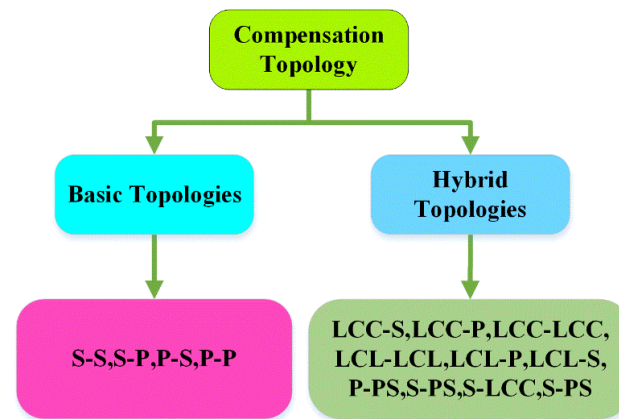 Compensation
Topology
Basic Topologies
Hybrid
Topologies
S-S,S-P,P-S,P-P
LCC-S,LCC-P,LCC-LCC,
LCL-LCL,LCL-P,LCL-S,
P-PS,S-PS,S-LCC,S-PS